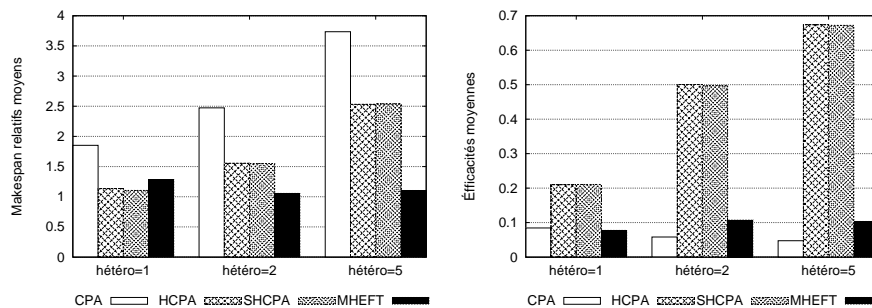 Makespan relatifs moyens
4
3.5
3
2.5
2
1.5
1
0.5
0
hétéro=1 hétéro=2 hétéro=5
CPA HCPA SHCPA MHEFT
Éfficacités moyennes
0.7
0.6
0.5
0.4
0.3
0.2
0.1
0
hétéro=1 hétéro=2 hétéro=5
CPA HCPA SHCPA MHEFT